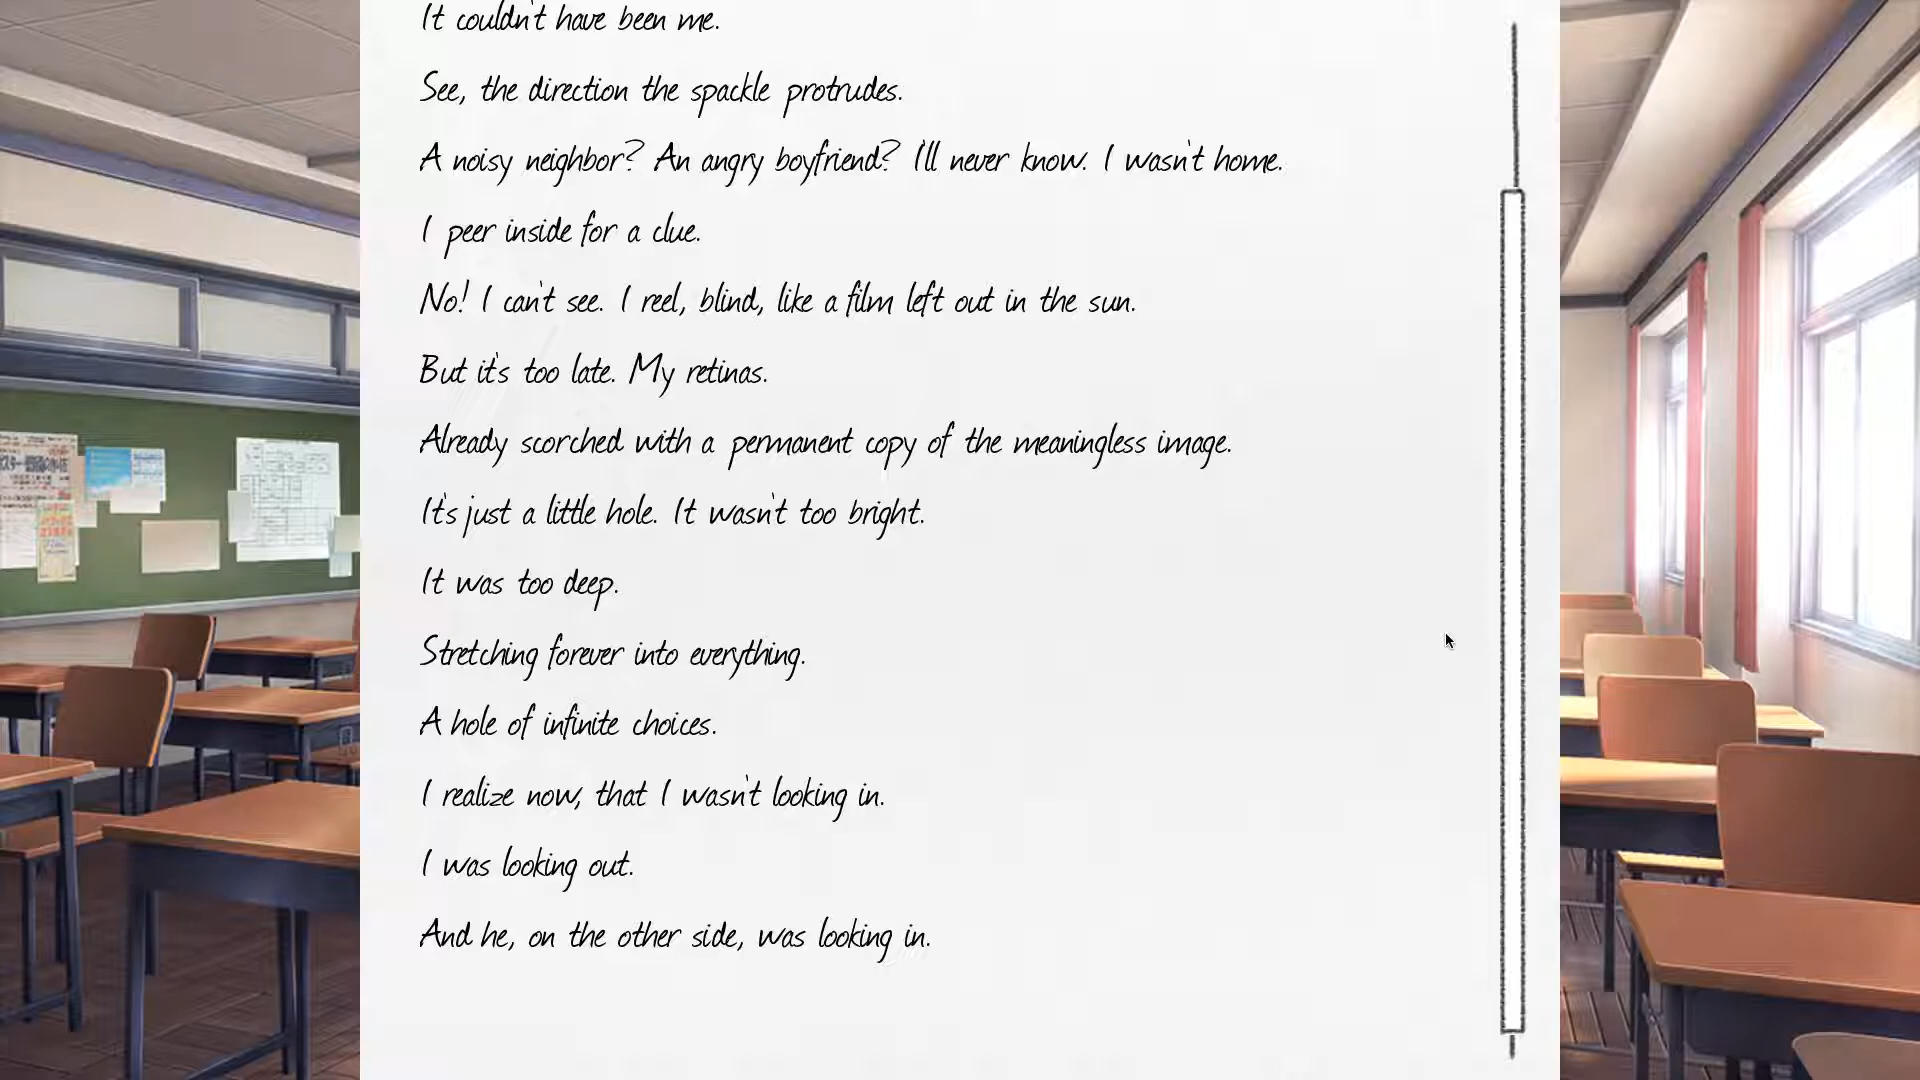 It couldn't have been me.
See, the direction the spackle protrudes.
A noisy neighbor? An angry boyfriend? I'll never know. I wasn't home.
I peer inside for a clue.
No! I can't see. I reel, blind, like a film left out in the sun.
But it's too late. My retinas.
Already scorched with a permanent copy of the meaningless image.
It's just a little hole. It wasn't too bright.
It was too deep.
Stretching forever into everything.
A hole of infinite choices.
I realize now, that I wasn't looking in.
I was looking out.
And he, on the other side, was looking in.